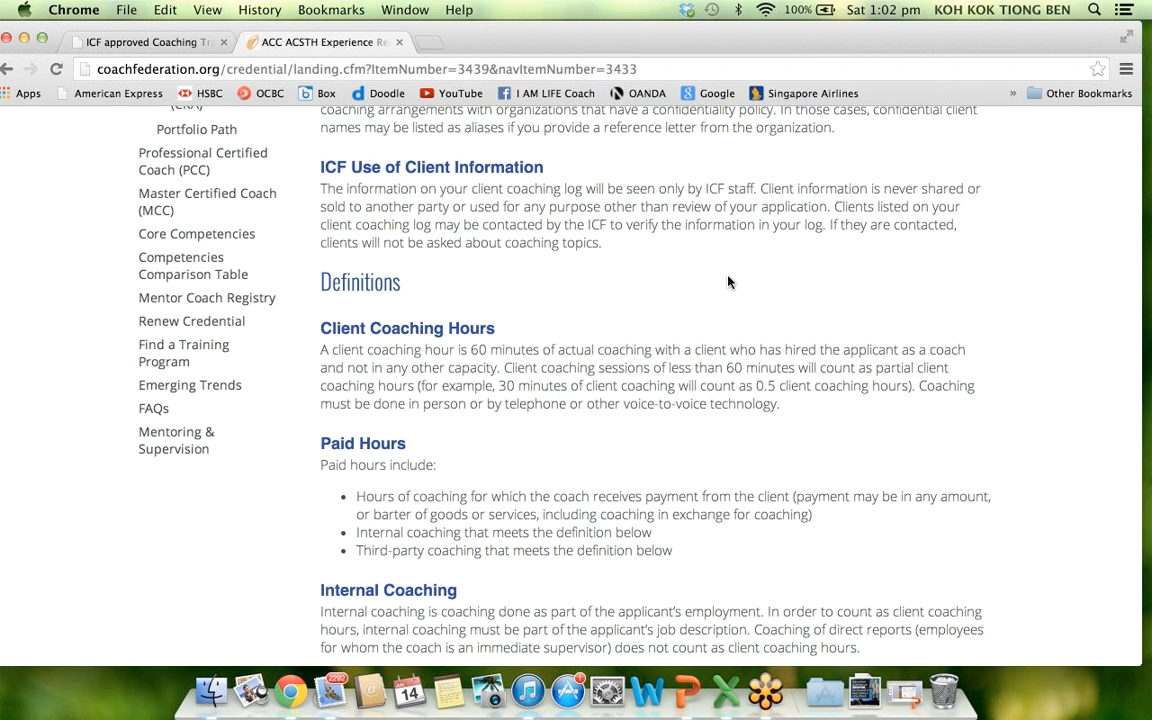 Chrome File Edit View History Bookmarks Window Help 100% Sat 1:02 pm KOH KOK TIONG BEN
ICF approved Coaching Tra × ACC ACSTH Experience Re ×
coachfederation.org/credential/landing.cfm?ItemNumber=3439&navItemNumber=3433
Apps American Express HSBC OCBC Box Doodle YouTube I AM LIFE Coach OANDA Google Singapore Airlines » Other Bookmarks
Portfolio Path
Professional Certified
Coach (PCC)
Master Certified Coach
(MCC)
Core Competencies
Competencies
Comparison Table
Mentor Coach Registry
Renew Credential
Find a Training
Program
Emerging Trends
FAQs
Mentoring &
Supervision
coaching arrangements with organizations that have a confidentiality policy. In those cases, confidential client
names may be listed as aliases if you provide a reference letter from the organization.
ICF Use of Client Information
The information on your client coaching log will be seen only by ICF staff. Client information is never shared or
sold to another party or used for any purpose other than review of your application. Clients listed on your
client coaching log may be contacted by the ICF to verify the information in your log. If they are contacted,
clients will not be asked about coaching topics.
Definitions
Client Coaching Hours
A client coaching hour is 60 minutes of actual coaching with a client who has hired the applicant as a coach
and not in any other capacity. Client coaching sessions of less than 60 minutes will count as partial client
coaching hours (for example, 30 minutes of client coaching will count as 0.5 client coaching hours). Coaching
must be done in person or by telephone or other voice-to-voice technology.
Paid Hours
Paid hours include:
• Hours of coaching for which the coach receives payment from the client (payment may be in any amount,
or barter of goods or services, including coaching in exchange for coaching)
• Internal coaching that meets the definition below
• Third-party coaching that meets the definition below
Internal Coaching
Internal coaching is coaching done as part of the applicant's employment. In order to count as client coaching
hours, internal coaching must be part of the applicant's job description. Coaching of direct reports (employees
for whom the coach is an immediate supervisor) does not count as client coaching hours.
2293
14